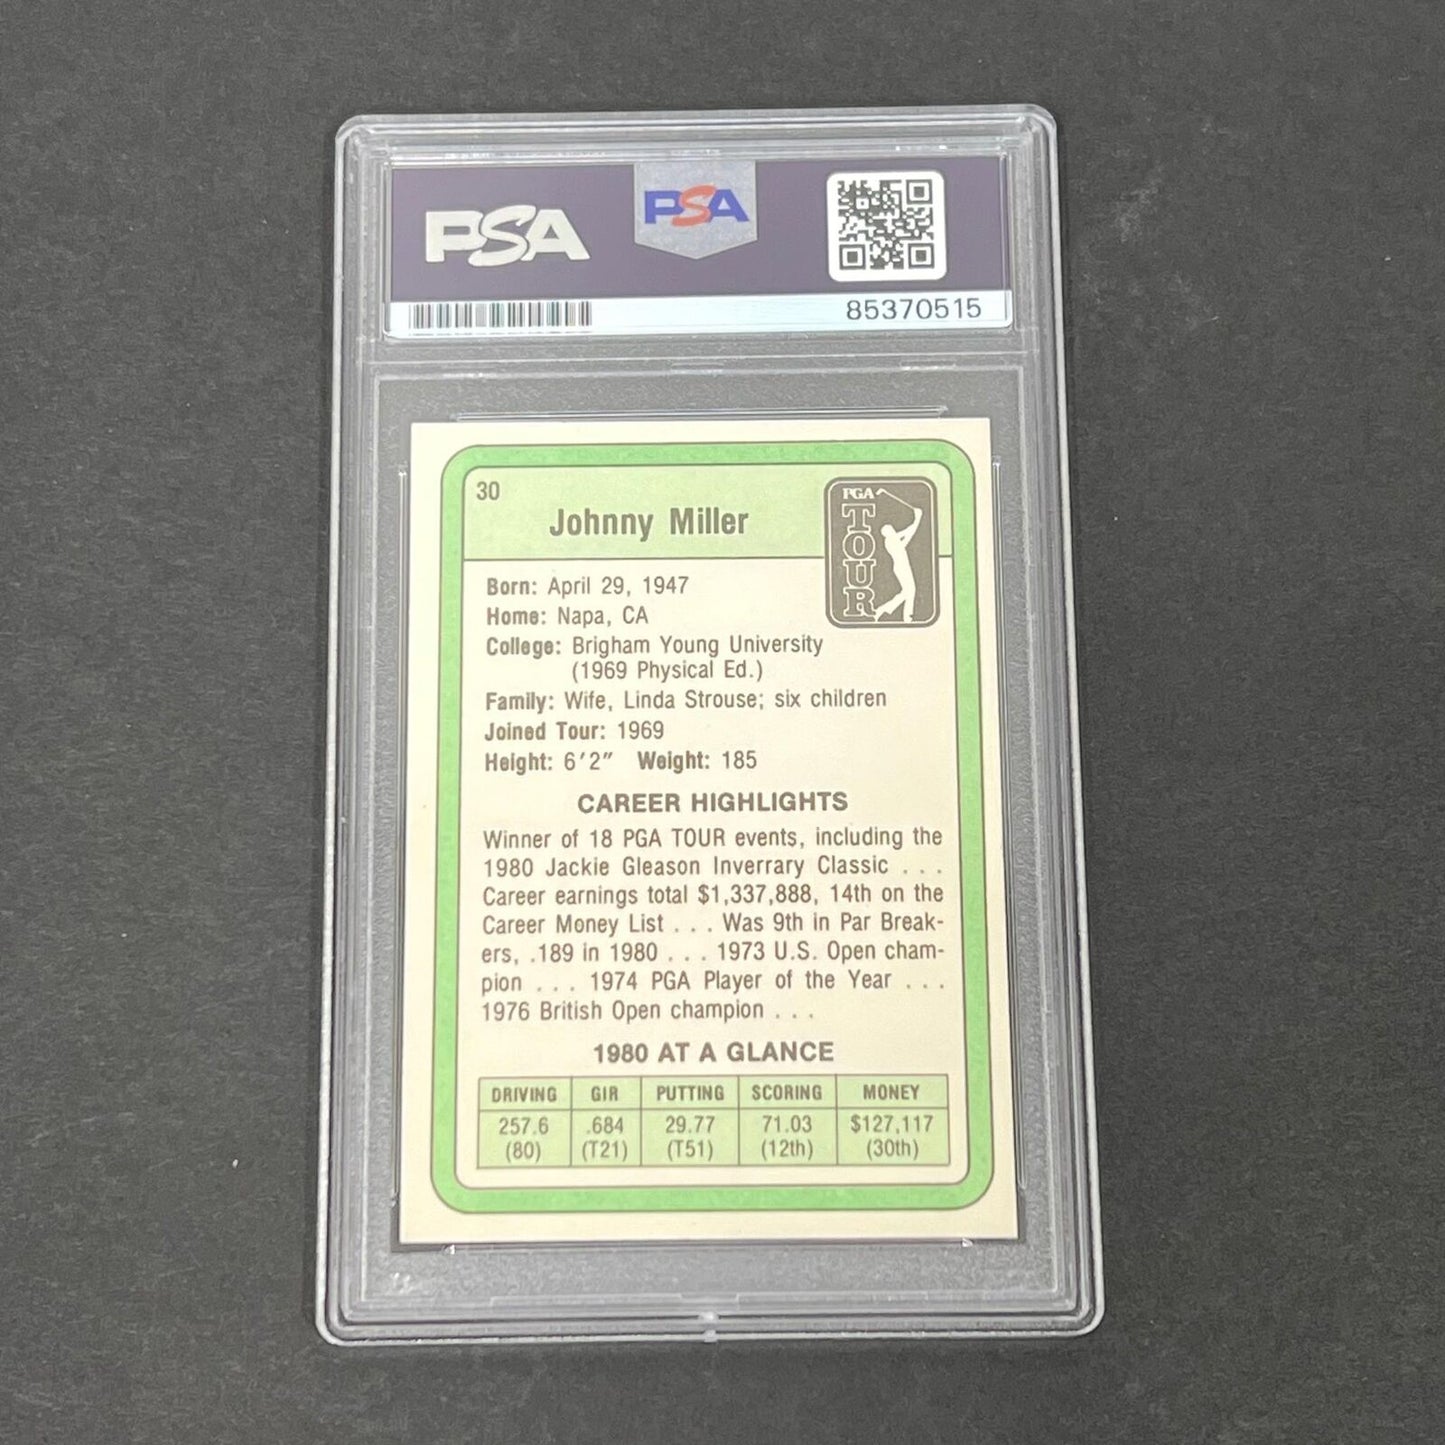 PSA PSA
85370515
30
Johnny Miller
PGA
TOUR
Born: April 29, 1947
Home: Napa, CA
College: Brigham Young University
(1969 Physical Ed.)
Family: Wife, Linda Strouse; six children
Joined Tour: 1969
Height: 6'2" Weight: 185
CAREER HIGHLIGHTS
Winner of 18 PGA TOUR events, including the
1980 Jackie Gleason Inverrary Classic . . .
Career earnings total $1,337,888, 14th on the
Career Money List . . . Was 9th in Par Break-
ers, .189 in 1980 . . . 1973 U.S. Open cham-
pion . . . 1974 PGA Player of the Year . . .
1976 British Open champion . . .
1980 AT A GLANCE
DRIVING GIR PUTTING SCORING MONEY
257.6 .684 29.77 71.03 $127,117
(80) (T21) (T51) (12th) (30th)